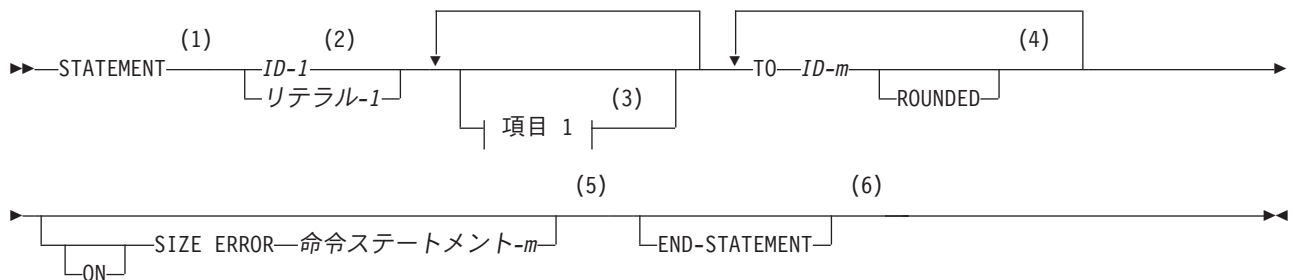 (1) (2) (4)
STATEMENT ID-1 TO ID-m
リテラル-1 (3) ROUNDED
項目 1
(5) (6)
SIZE ERROR 命令ステートメント-m END-STATEMENT
ON